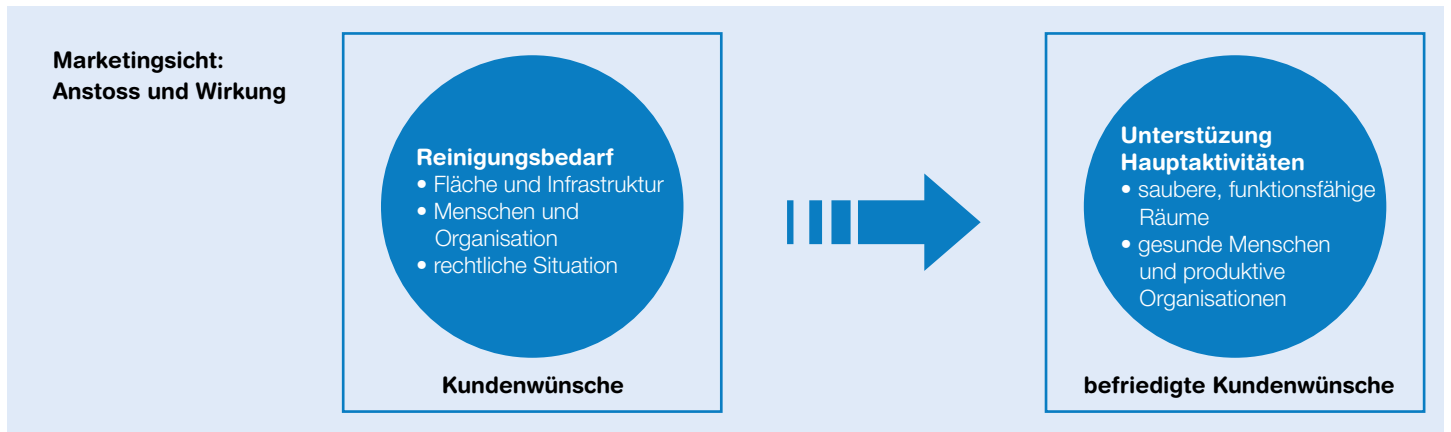 Marketingsicht:
Anstoss und Wirkung
Reinigungsbedarf
• Fläche und Infrastruktur
• Menschen und
Organisation
• rechtliche Situation
Kundenwünsche
Unterstüzung
Hauptaktivitäten
• saubere, funktionsfähige
Räume
• gesunde Menschen
und produktive
Organisationen
befriedigte Kundenwünsche